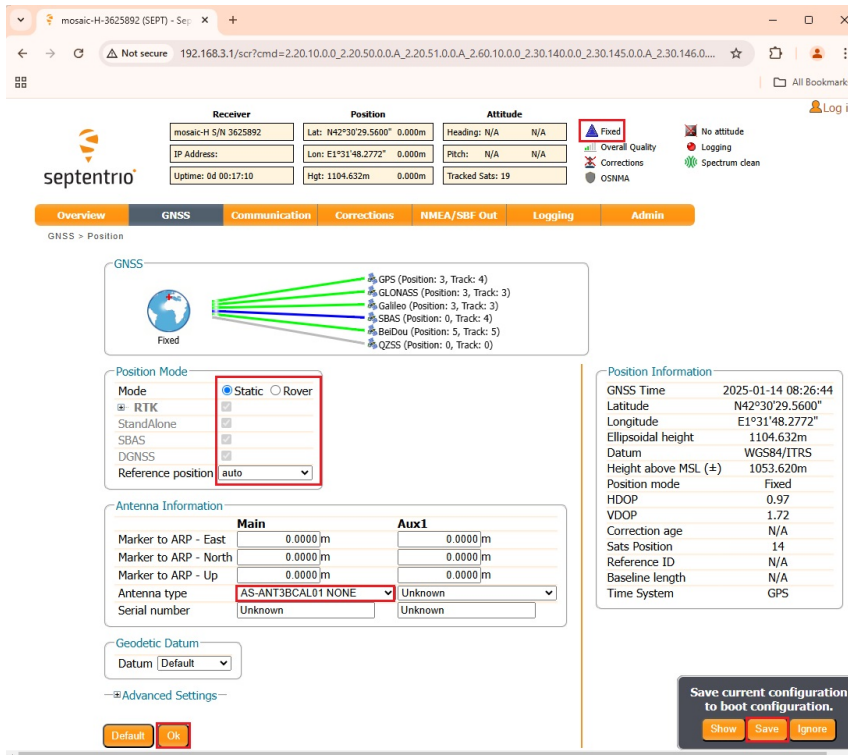 mosaic-H-3625892 (SEPT) - Sep
Not secure 192.168.3.1/scr?cmd=2.20.10.0.0_2.20.50.0.0.A_2.20.51.0.0.A_2.60.10.0.0_2.30.140.0.0_2.30.145.0.0.A_2.30.146.0....
All Bookmark
Log i
septentrio
Receiver
mosaic-H S/N 3625892
IP Address:
Uptime: 0d 00:17:10
Position
Lat: N42°30'29.5600" 0.000m
Lon: E1°31'48.2772" 0.000m
Hgt: 1104.632m 0.000m
Attitude
Heading: N/A N/A
Pitch: N/A N/A
Tracked Sats: 19
Fixed
Overall Quality
Corrections
OSNMA
No attitude
Logging
Spectrum clean
Overview GNSS Communication Corrections NMEA/SBF Out Logging Admin
GNSS > Position
GNSS
Fixed
GPS (Position: 3, Track: 4)
GLONASS (Position: 3, Track: 3)
Galileo (Position: 3, Track: 3)
SBAS (Position: 0, Track: 4)
BeiDou (Position: 5, Track: 5)
QZSS (Position: 0, Track: 0)
Position Mode
Mode Static Rover
RTK
StandAlone
SBAS
DGNSS
Reference position auto
Antenna Information
Main Aux1
Marker to ARP - East 0.0000 m 0.0000 m
Marker to ARP - North 0.0000 m 0.0000 m
Marker to ARP - Up 0.0000 m 0.0000 m
Antenna type AS-ANT3BCAL01 NONE Unknown
Serial number Unknown Unknown
Geodetic Datum
Datum Default
Advanced Settings
Default Ok
Position Information
GNSS Time 2025-01-14 08:26:44
Latitude N42°30'29.5600"
Longitude E1°31'48.2772"
Ellipsoidal height 1104.632m
Datum WGS84/ITRS
Height above MSL (±) 1053.620m
Position mode Fixed
HDOP 0.97
VDOP 1.72
Correction age N/A
Sats Position 14
Reference ID N/A
Baseline length N/A
Time System GPS
Save current configuration
to boot configuration.
Show Save Ignore